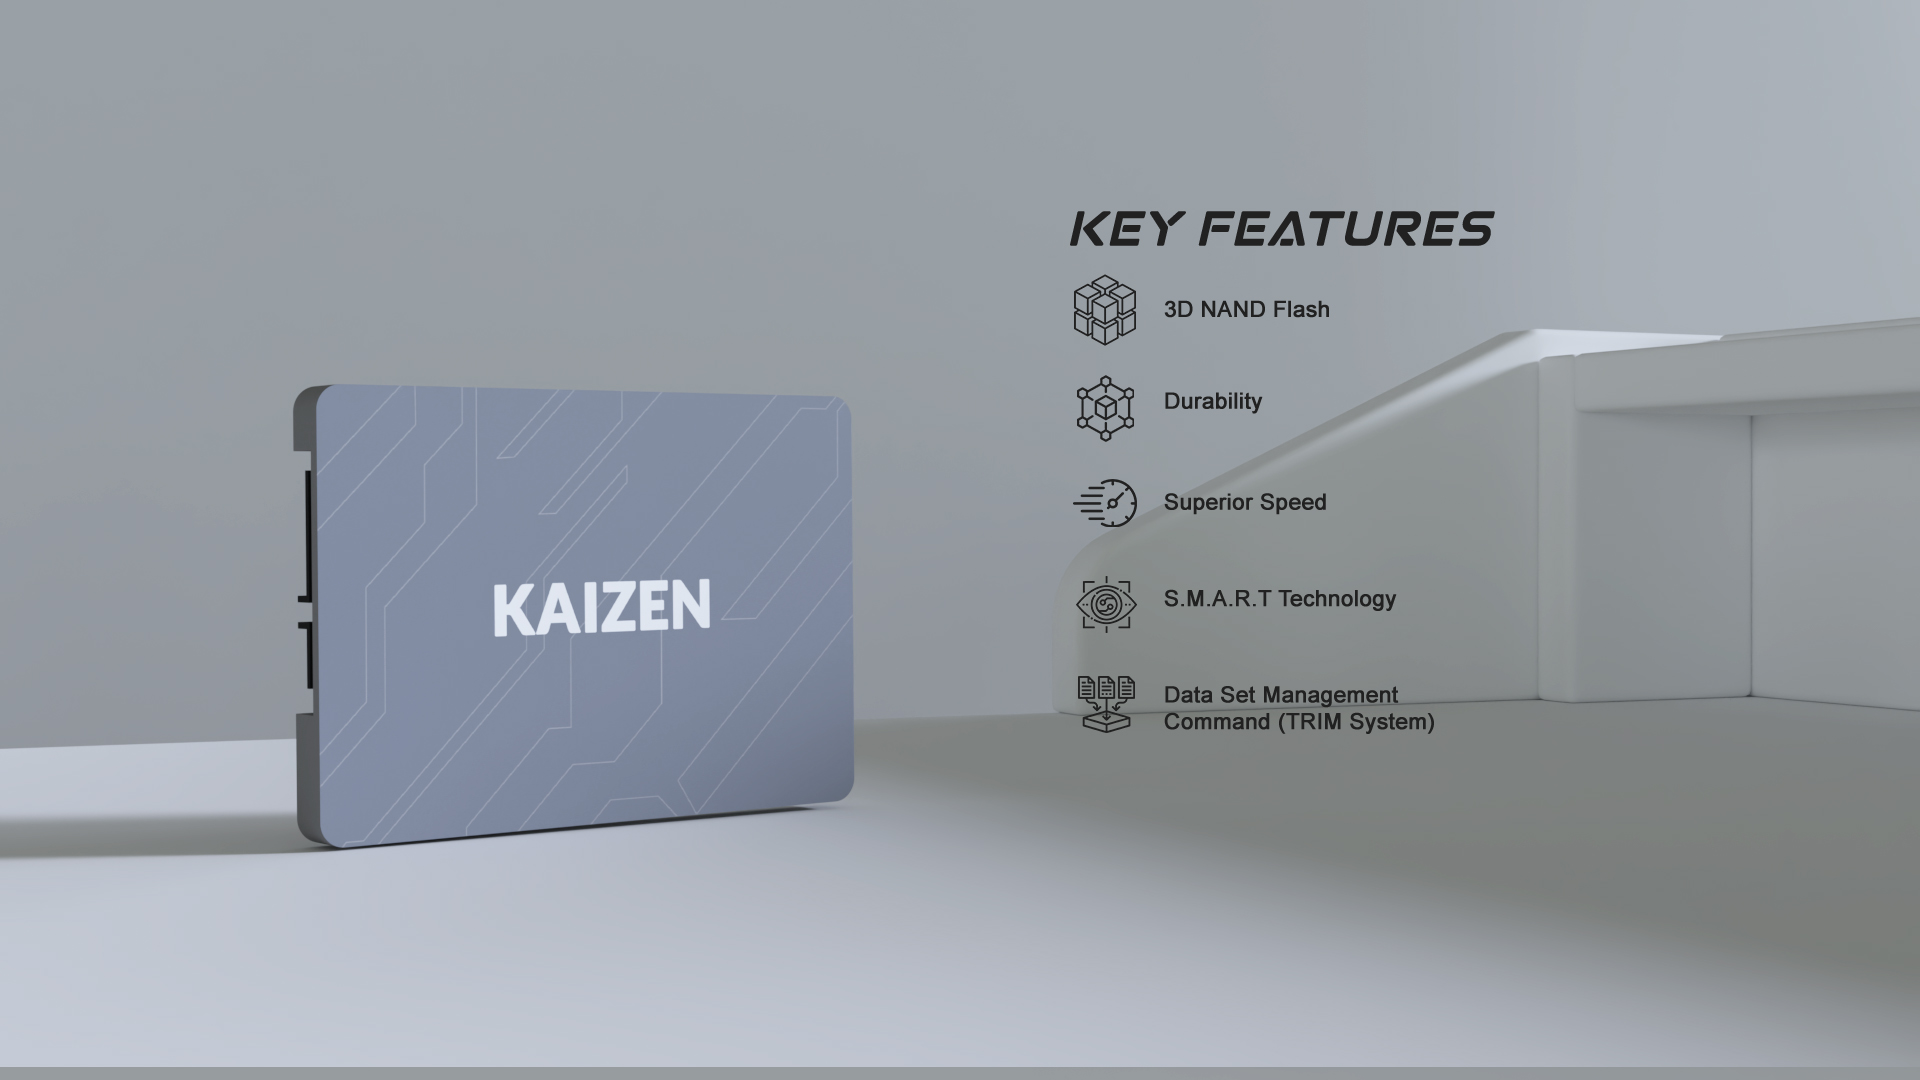 KEY FEATURES
3D NAND Flash
Durability
Superior Speed
KAIZEN
S.M.A.R.T Technology
Data Set Management
Command (TRIM System)